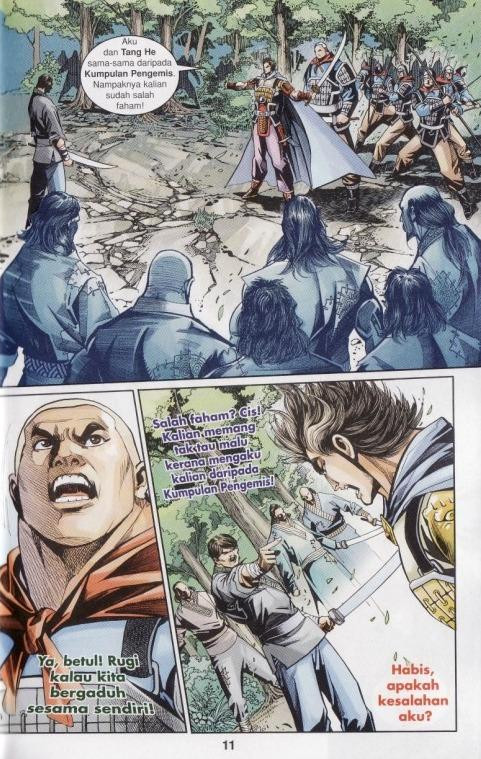 Aku
dan Tang He
sama-sama daripada
Kumpulan Pengemis.
Nampaknya kalian
sudah salah
faham!
Ya, betul! Rugi
kalau kita
bergaduh
sesama sendiri!
Salah faham? Cis!
Kalian memang
tak tau malu
kerana mengaku
kalian daripada
Kumpulan Pengemis!
Habis,
apakah
kesalahan
aku?
11